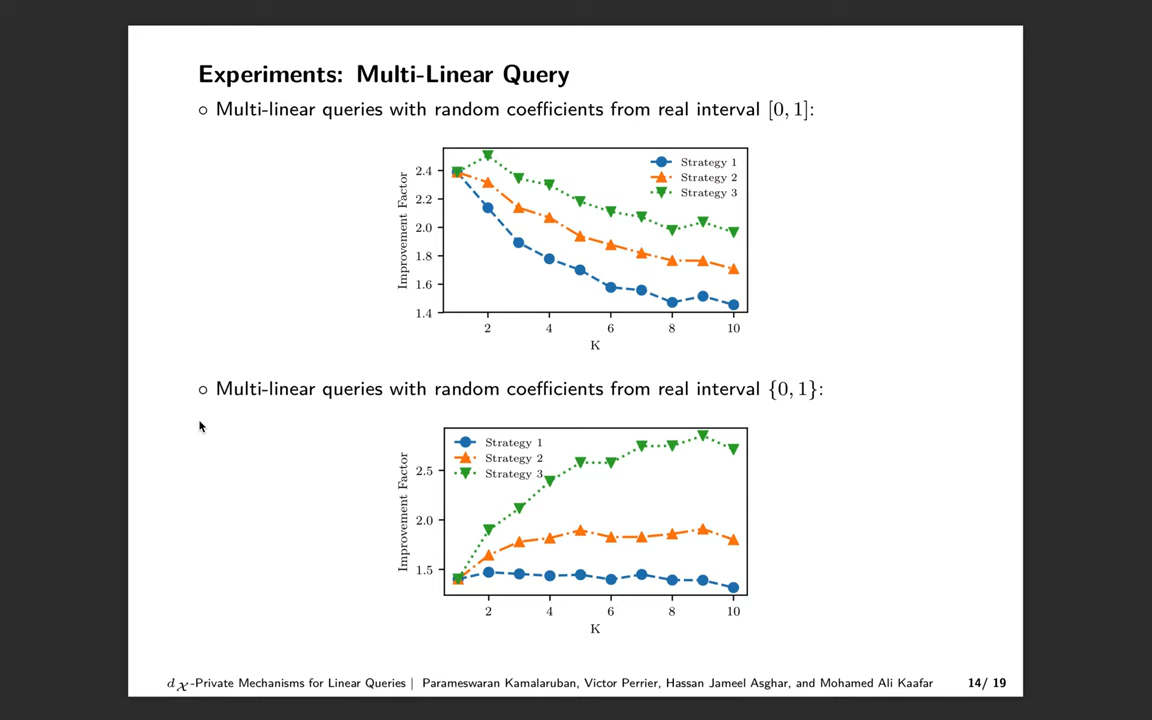 Experiments: Multi-Linear Query
○ Multi-linear queries with random coefficients from real interval [0, 1]:
Improvement Factor
2.4
2.2
2.0
1.8
1.6
1.4
Strategy 1
Strategy 2
Strategy 3
2 4 6 8 10
K
○ Multi-linear queries with random coefficients from real interval {0, 1}:
Improvement Factor
2.5
2.0
1.5
Strategy 1
Strategy 2
Strategy 3
2 4 6 8 10
K
d𝒳-Private Mechanisms for Linear Queries | Parameswaran Kamalaruban, Victor Perrier, Hassan Jameel Asghar, and Mohamed Ali Kaafar 14/ 19